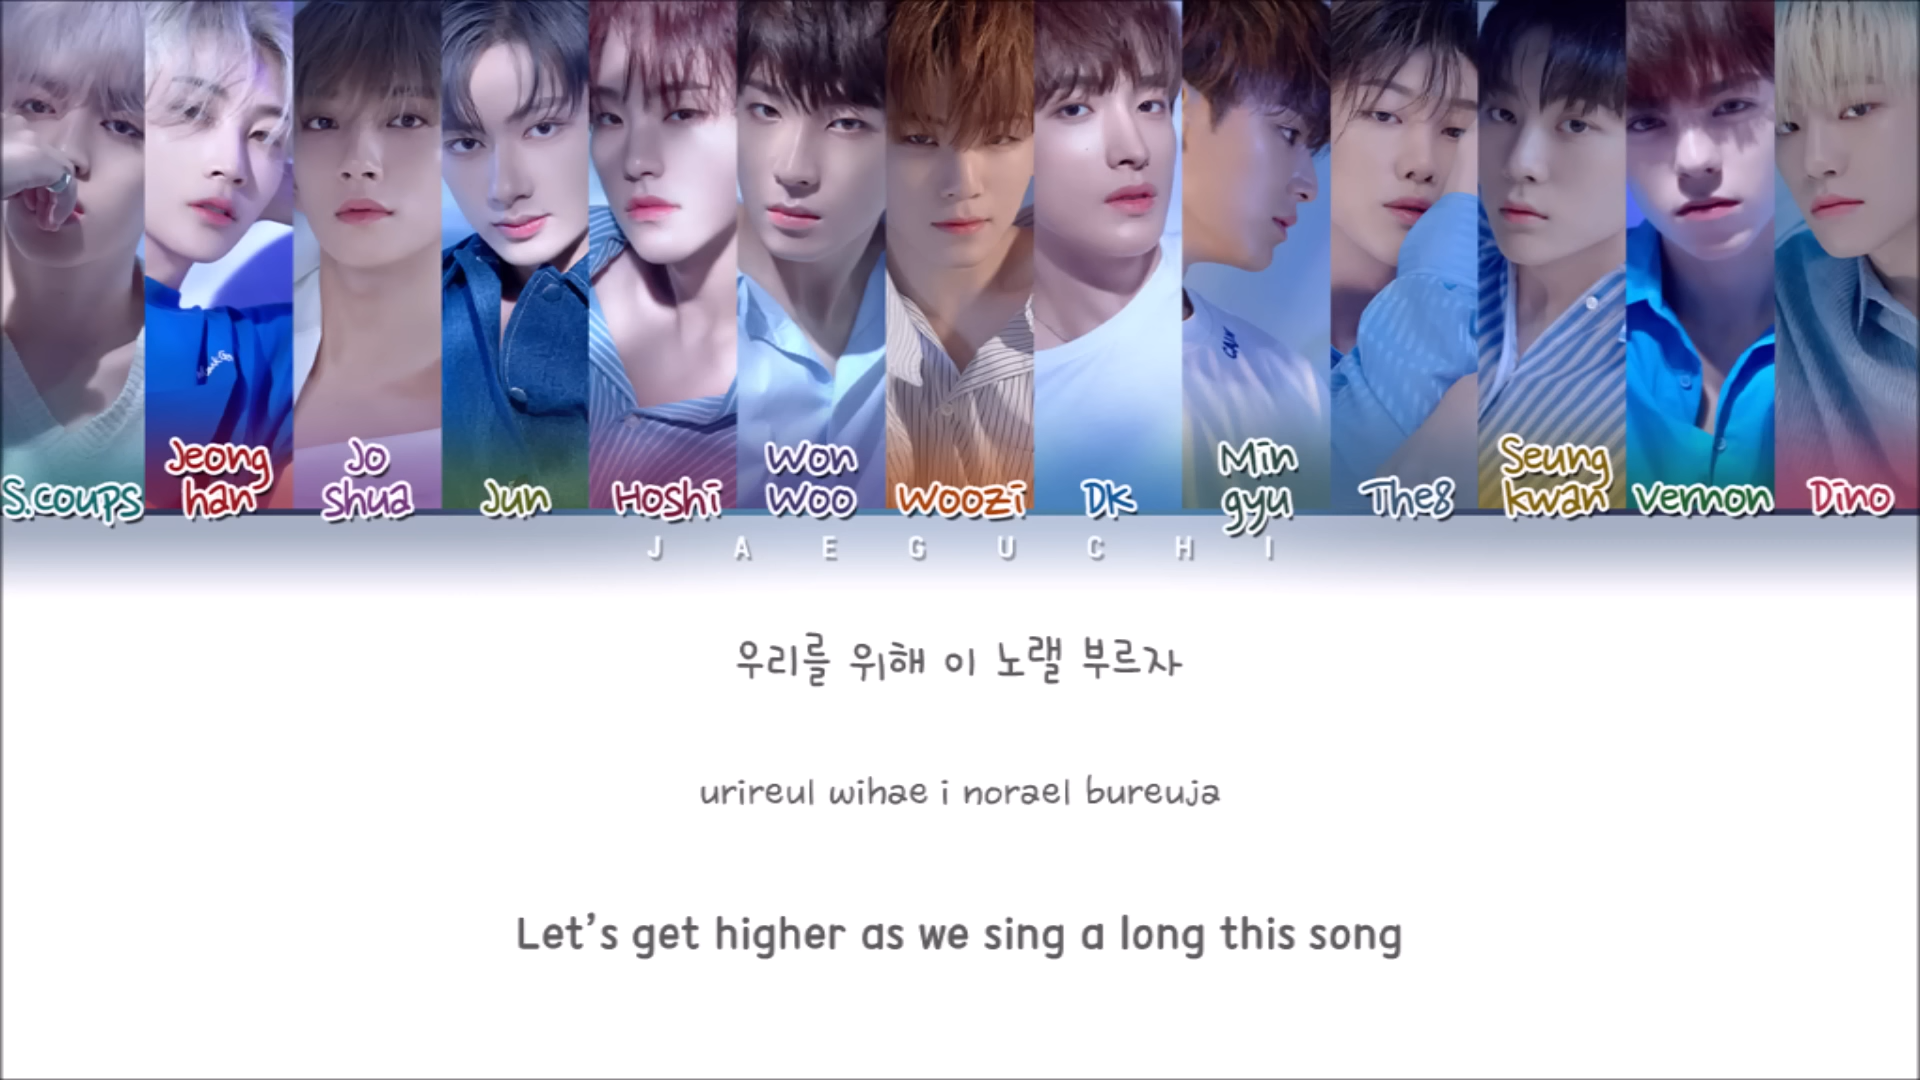 S.coups
Jeong
han
Jo
shua
Jun
Hoshi
Won
Woo
Woozi
DK
Min
gyu
The8
Seung
kwan
Vernon
Dino
J A E G U C H I
우리를 위해 이 노랠 부르자
urireul wihae i norael bureuja
Let's get higher as we sing a long this song